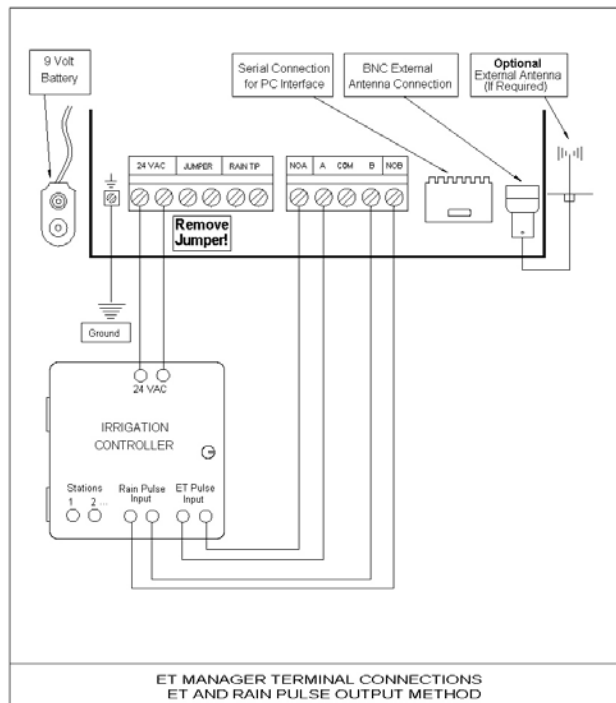 9 Volt
Battery
Serial Connection
for PC Interface
BNC External
Antenna Connection
Optional
External Antenna
(If Required)
24 VAC JUMPER RAIN TIP
NOA A COM B NOB
Remove
Jumper!
Ground
24 VAC
IRRIGATION
CONTROLLER
Stations
1 2 ...
Rain Pulse
Input
ET Pulse
Input
ET MANAGER TERMINAL CONNECTIONS
ET AND RAIN PULSE OUTPUT METHOD